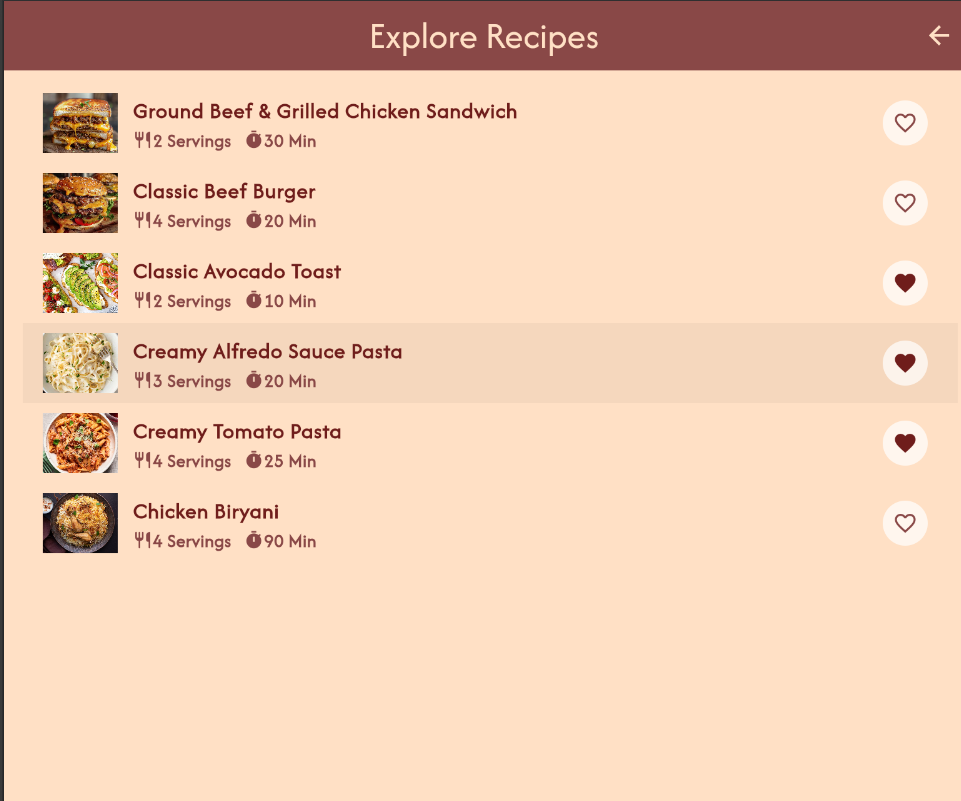 Explore Recipes
Ground Beef & Grilled Chicken Sandwich
2 Servings 30 Min
Classic Beef Burger
4 Servings 20 Min
Classic Avocado Toast
2 Servings 10 Min
Creamy Alfredo Sauce Pasta
3 Servings 20 Min
Creamy Tomato Pasta
4 Servings 25 Min
Chicken Biryani
4 Servings 90 Min